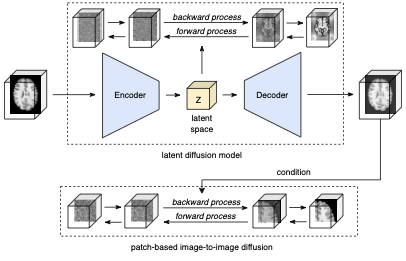 backward process
forward process
Encoder
Z
Decoder
latent
space
latent diffusion model
condition
backward process
forward process
patch-based image-to-image diffusion